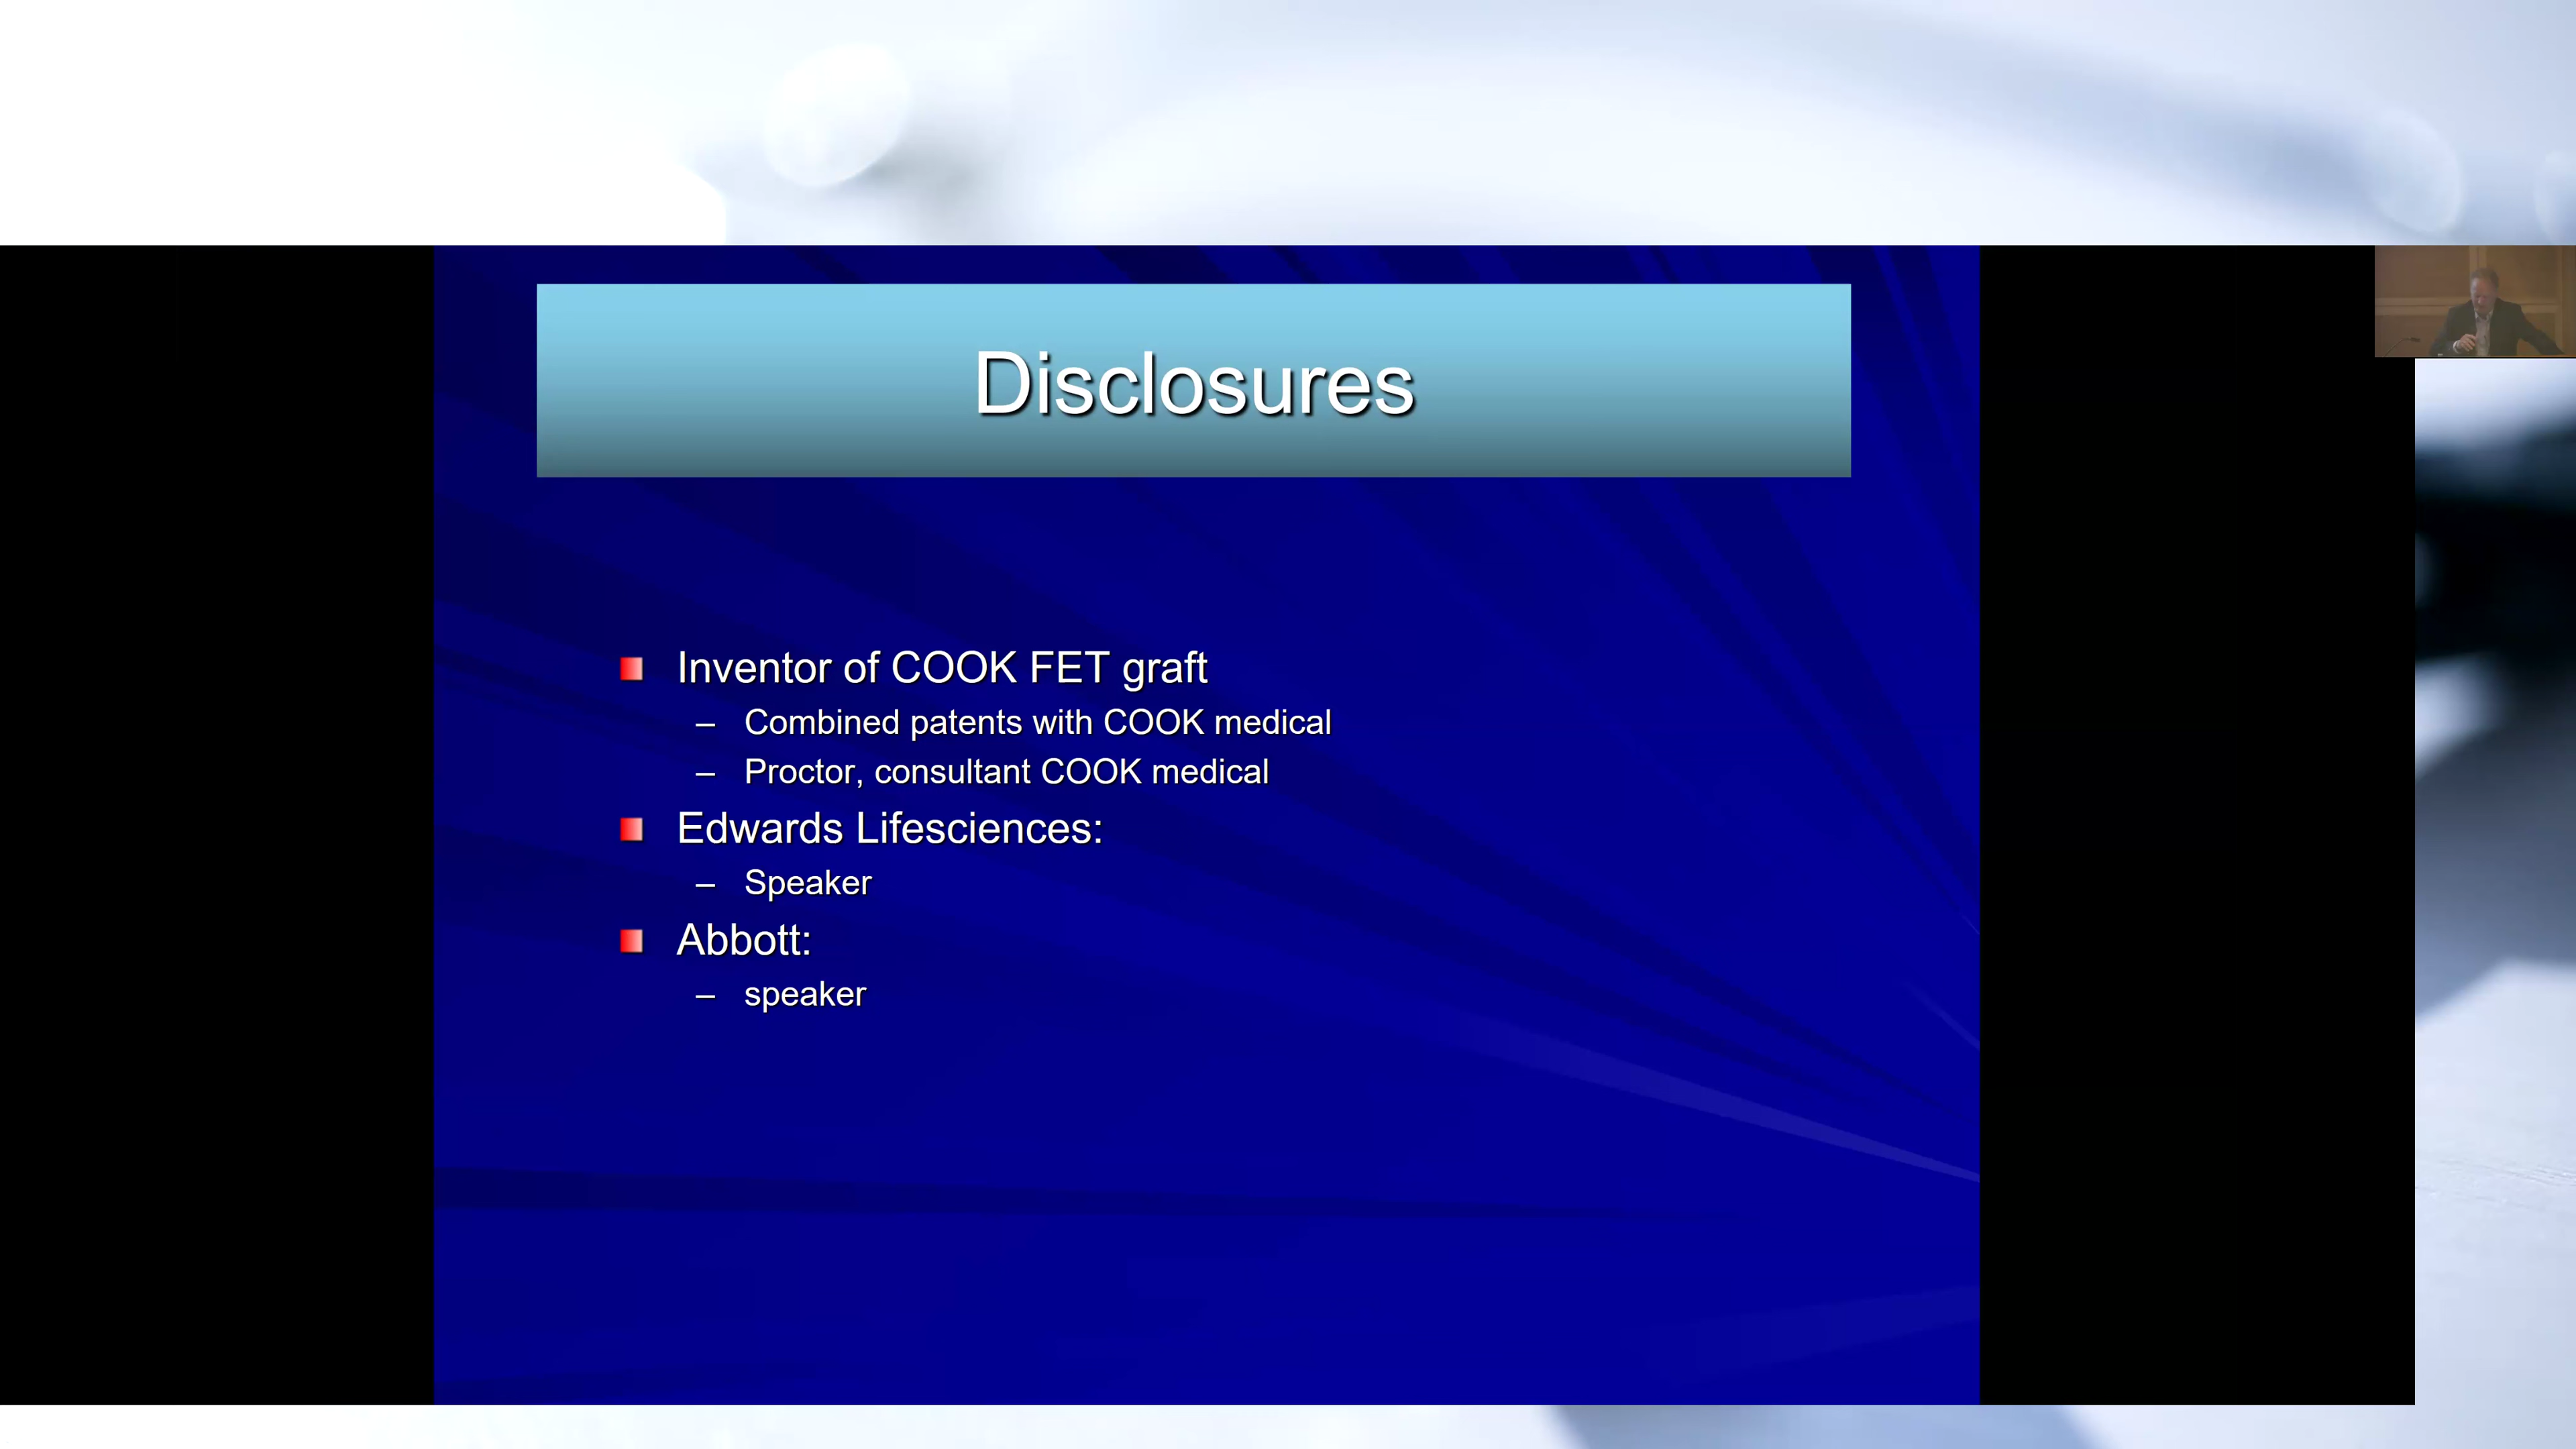 Disclosures
Inventor of COOK FET graft
– Combined patents with COOK medical
– Proctor, consultant COOK medical
Edwards Lifesciences:
– Speaker
Abbott:
– speaker